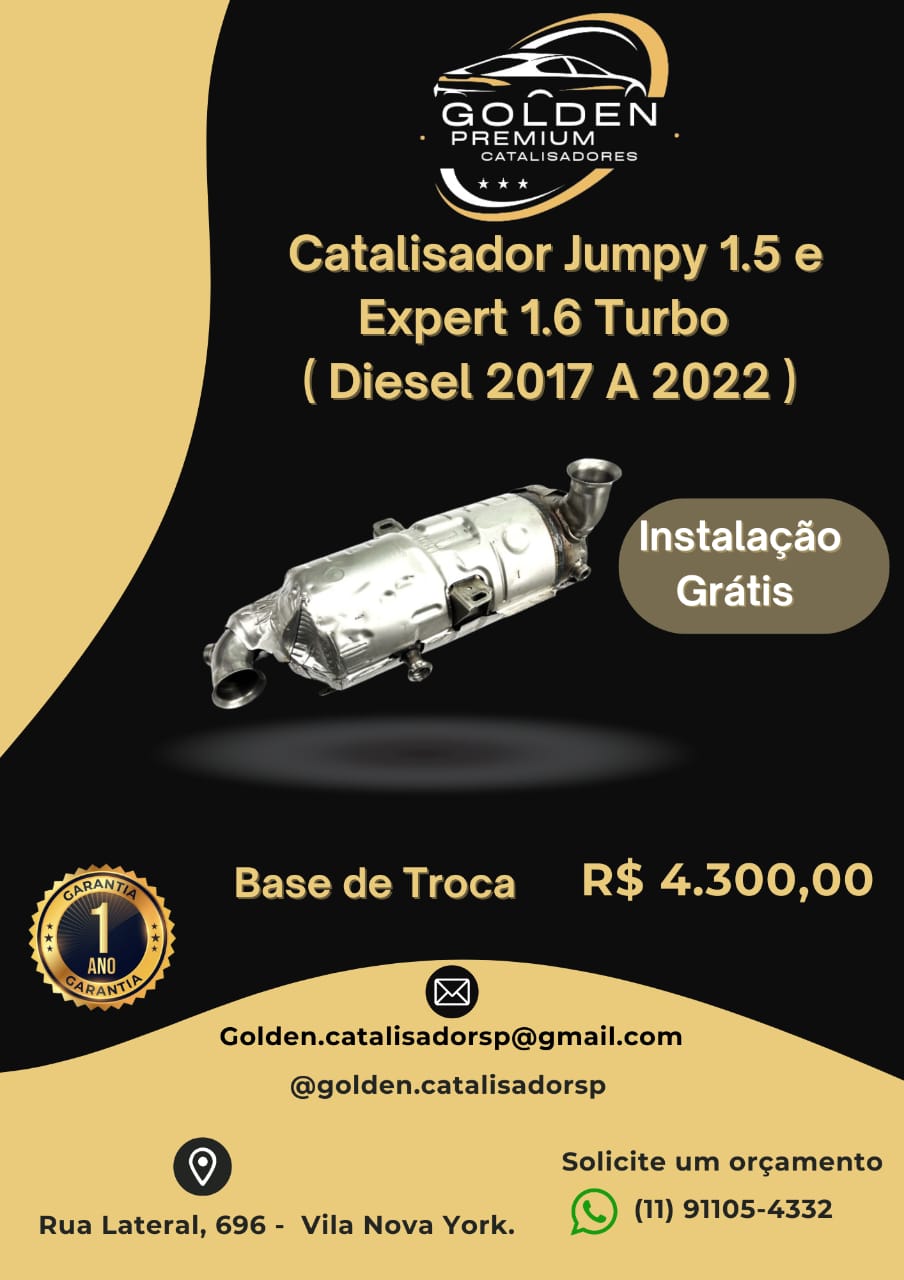 GOLDEN
PREMIUM
CATALISADORES
Catalisador Jumpy 1.5 e
Expert 1.6 Turbo
( Diesel 2017 A 2022 )
Instalação
Grátis
Base de Troca
R$ 4.300,00
GARANTIA
1
ANO
GARANTIA
Golden.catalisadorsp@gmail.com
@golden.catalisadorsp
Solicite um orçamento
(11) 91105-4332
Rua Lateral, 696 - Vila Nova York.